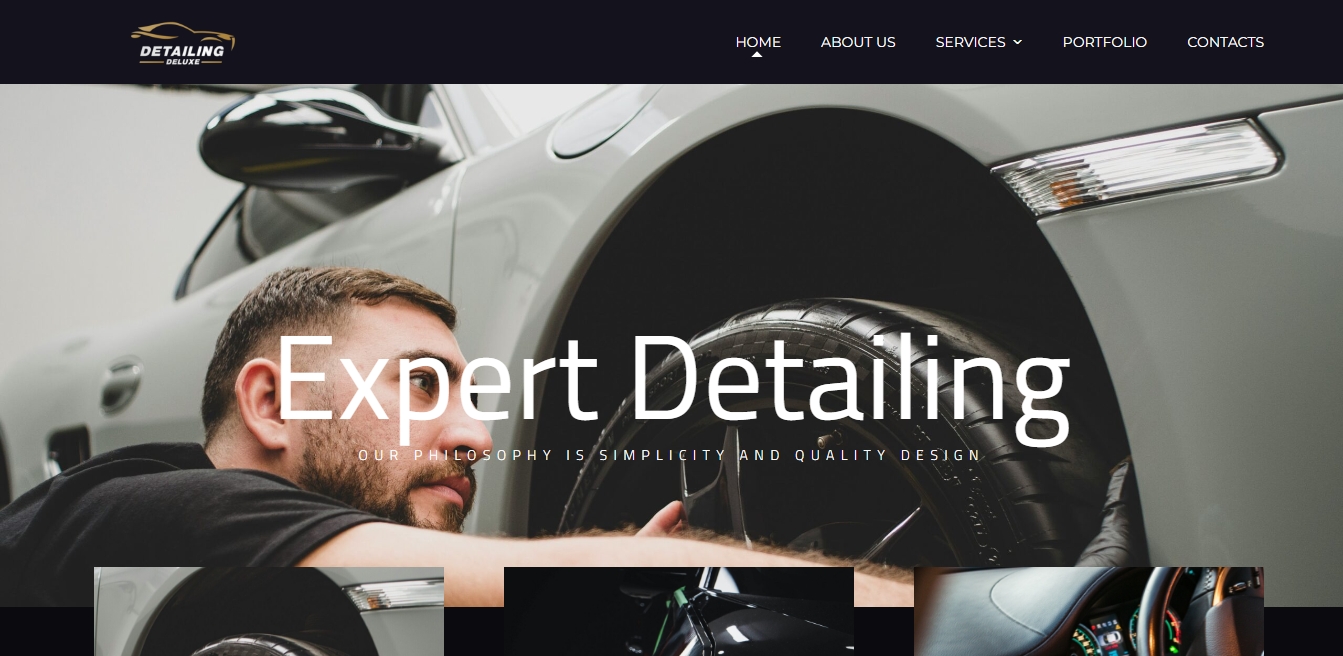 DETAILING
DELUXE
HOME
ABOUT US
SERVICES
PORTFOLIO
CONTACTS
Expert Detailing
OUR PHILOSOPHY IS SIMPLICITY AND QUALITY DESIGN